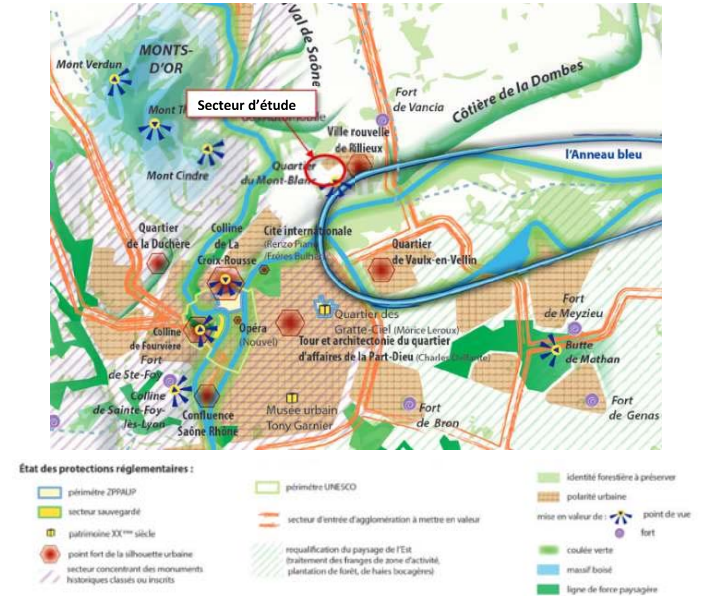 MONTS-
D'OR
Mont Verdun
Val de Saône
Mont Th
Mont Cindre
Secteur d'étude
Fort
de Vancia
Côtière de la Dombes
Ville nouvelle
de Rillieux
l'Anneau bleu
Quartier
du Mont-Blanc
Quartier
de la Duchère
Colline
de La
Croix-Rousse
Cité internationale
(Renzo Piano
/Frères Bulher)
Quartier
de Vaulx-en-Vellin
Fort
de Meyzieu
Quartier des
Gratte-Ciel (Môrice Leroux)
Opéra
(Nouvel)
Tour et architectonie du quartier
d'affaires de la Part-Dieu (Charles Delfante)
Butte
de Mathan
Colline
de Fourvière
Fort
de Ste-Foy
Colline
de Sainte-Foy-
lès-Lyon
Confluence
Saône Rhône
Musée urbain
Tony Garnier
Fort
de Bron
Fort
de Genas
État des protections réglementaires :
périmètre ZPPAUP
secteur sauvegardé
patrimoine XXème siècle
point fort de la silhouette urbaine
secteur concentrant des monuments
historiques classés ou inscrits
périmètre UNESCO
secteur d'entrée d'agglomération à mettre en valeur
requalification du paysage de l'Est
(traitement des franges de zone d'activité,
plantation de forêt, de haies bocagères)
identité forestière à préserver
polarité urbaine
mise en valeur de : point de vue
fort
coulée verte
massif boisé
ligne de force paysagère